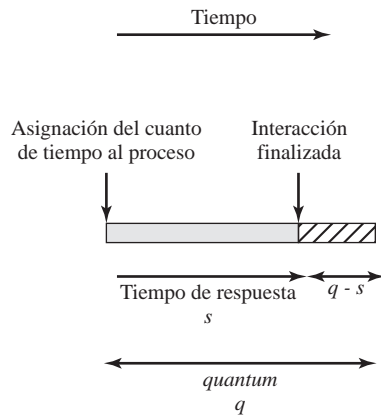 Tiempo
Asignación del cuanto
de tiempo al proceso
Interacción
finalizada
Tiempo de respuesta
s
q - s
quantum
q